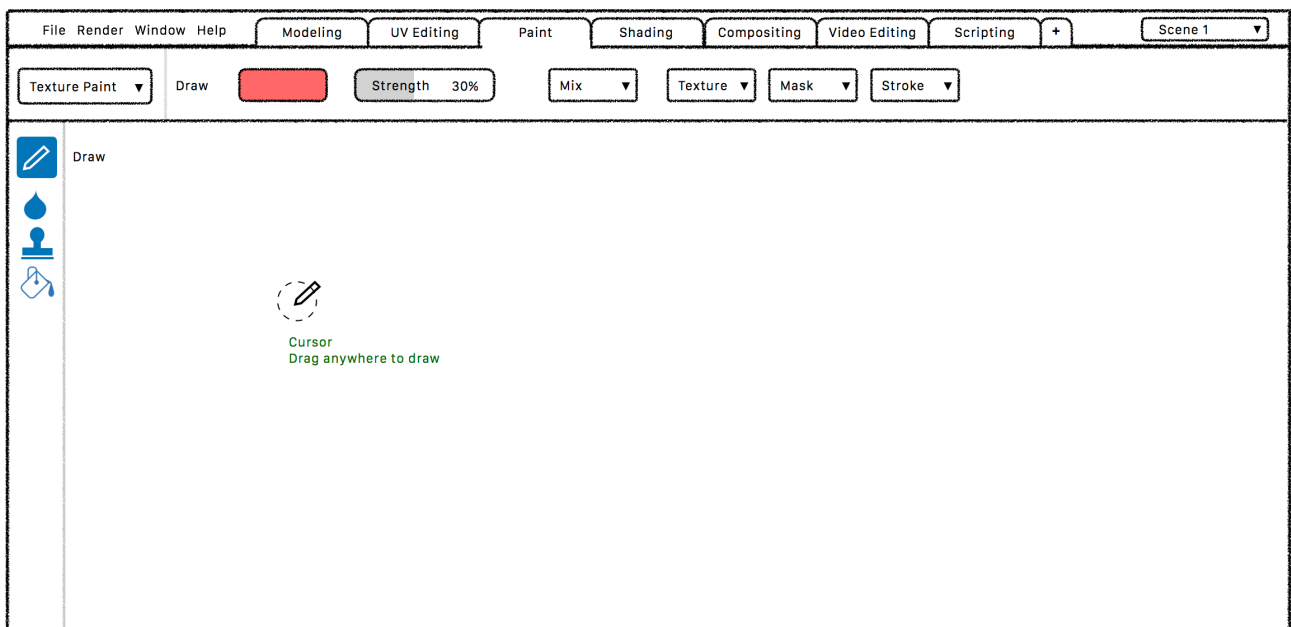 File Render Window Help Modeling UV Editing Paint Shading Compositing Video Editing Scripting + Scene 1 ▼
Texture Paint ▼ Draw Strength 30% Mix ▼ Texture ▼ Mask ▼ Stroke ▼
Draw
Cursor
Drag anywhere to draw